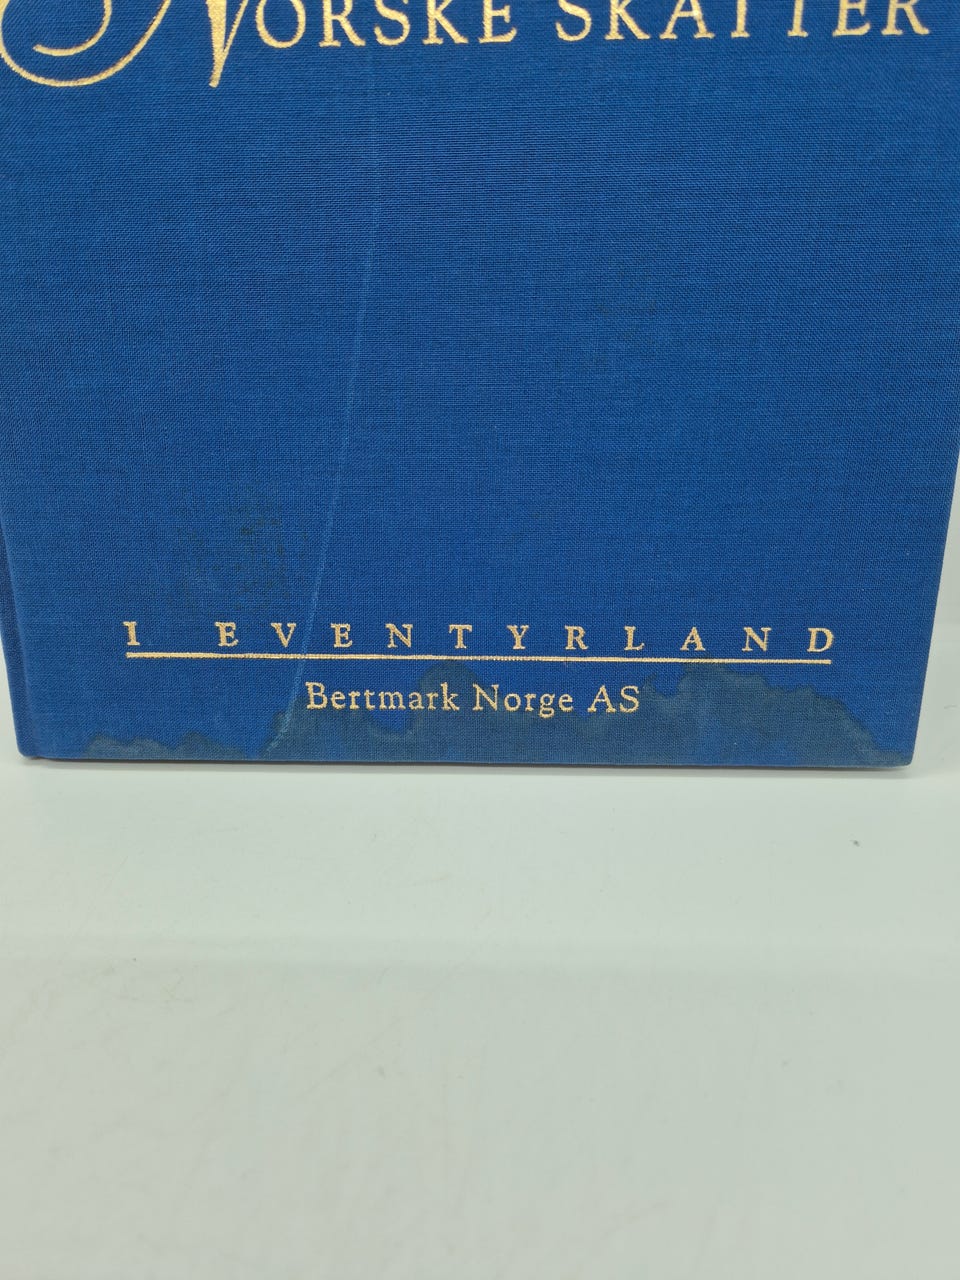 NORSKE SKATTER
I EVENTYRLAND
Bertmark Norge AS